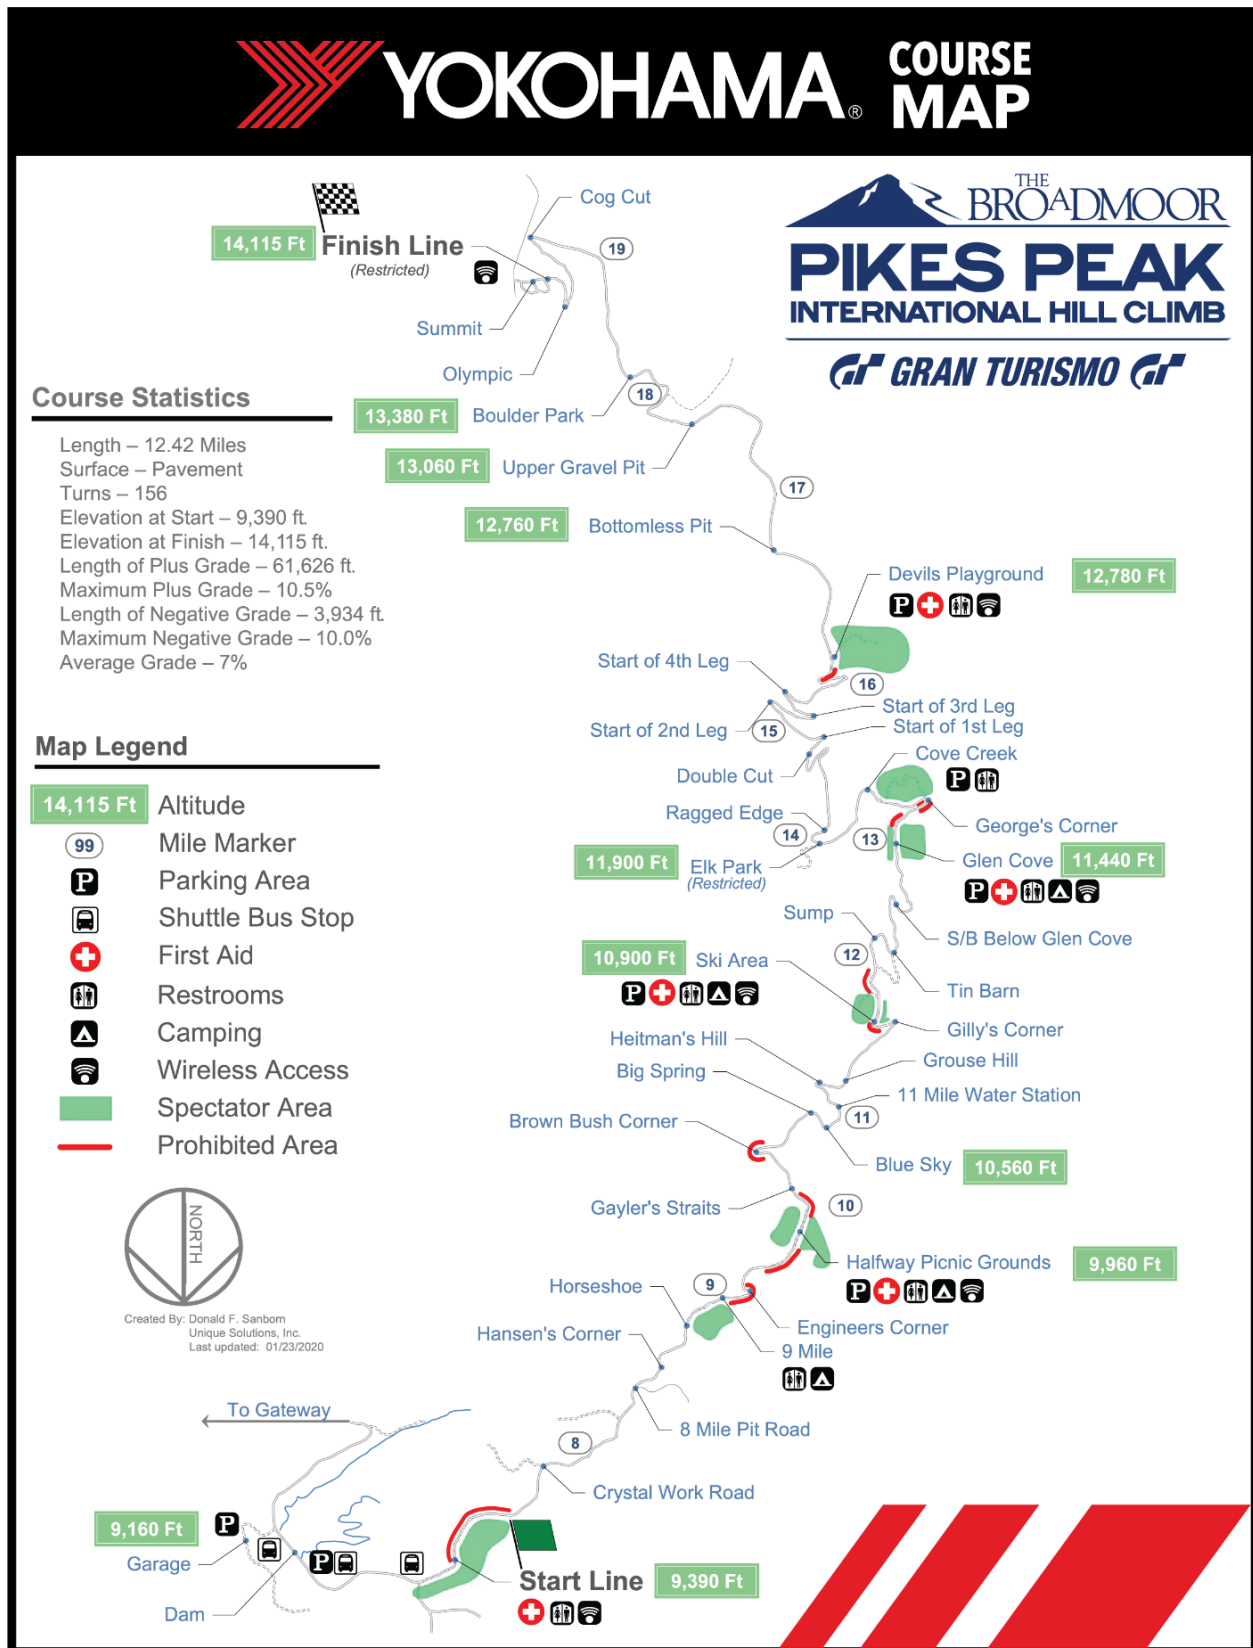 YOKOHAMA® COURSE
MAP
THE
BROADMOOR
PIKES PEAK
INTERNATIONAL HILL CLIMB
GRAN TURISMO
Cog Cut
19
14,115 Ft Finish Line
(Restricted)
Summit
Olympic
18
13,380 Ft Boulder Park
13,060 Ft Upper Gravel Pit
17
12,760 Ft Bottomless Pit
Devils Playground 12,780 Ft
P
Start of 4th Leg
16
Start of 3rd Leg
Start of 2nd Leg 15 Start of 1st Leg
Cove Creek
P
Double Cut
Ragged Edge
George's Corner
14
13
11,900 Ft Elk Park
(Restricted)
Glen Cove 11,440 Ft
P
Sump
S/B Below Glen Cove
12
10,900 Ft Ski Area
P
Tin Barn
Gilly's Corner
Heitman's Hill
Grouse Hill
Big Spring
11 Mile Water Station
11
Brown Bush Corner
Blue Sky 10,560 Ft
Gayler's Straits
10
Halfway Picnic Grounds 9,960 Ft
P
Horseshoe
9
Engineers Corner
Hansen's Corner
9 Mile
8 Mile Pit Road
8
Crystal Work Road
To Gateway
9,160 Ft P
Garage
P
Dam
Start Line 9,390 Ft
Course Statistics
Length – 12.42 Miles
Surface – Pavement
Turns – 156
Elevation at Start – 9,390 ft.
Elevation at Finish – 14,115 ft.
Length of Plus Grade – 61,626 ft.
Maximum Plus Grade – 10.5%
Length of Negative Grade – 3,934 ft.
Maximum Negative Grade – 10.0%
Average Grade – 7%
Map Legend
14,115 Ft Altitude
99 Mile Marker
P Parking Area
Shuttle Bus Stop
First Aid
Restrooms
Camping
Wireless Access
Spectator Area
Prohibited Area
NORTH
Created By: Donald F. Sanborn
Unique Solutions, Inc.
Last updated: 01/23/2020